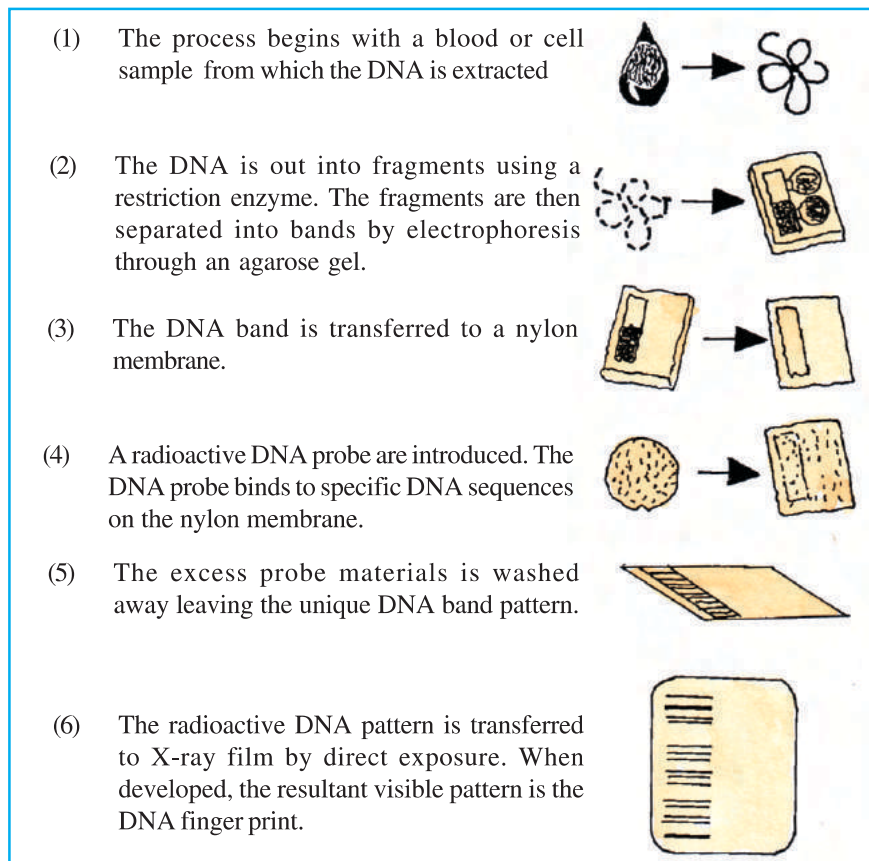 (1) The process begins with a blood or cell
sample from which the DNA is extracted
(2) The DNA is out into fragments using a
restriction enzyme. The fragments are then
separated into bands by electrophoresis
through an agarose gel.
(3) The DNA band is transferred to a nylon
membrane.
(4) A radioactive DNA probe are introduced. The
DNA probe binds to specific DNA sequences
on the nylon membrane.
(5) The excess probe materials is washed
away leaving the unique DNA band pattern.
(6) The radioactive DNA pattern is transferred
to X-ray film by direct exposure. When
developed, the resultant visible pattern is the
DNA finger print.